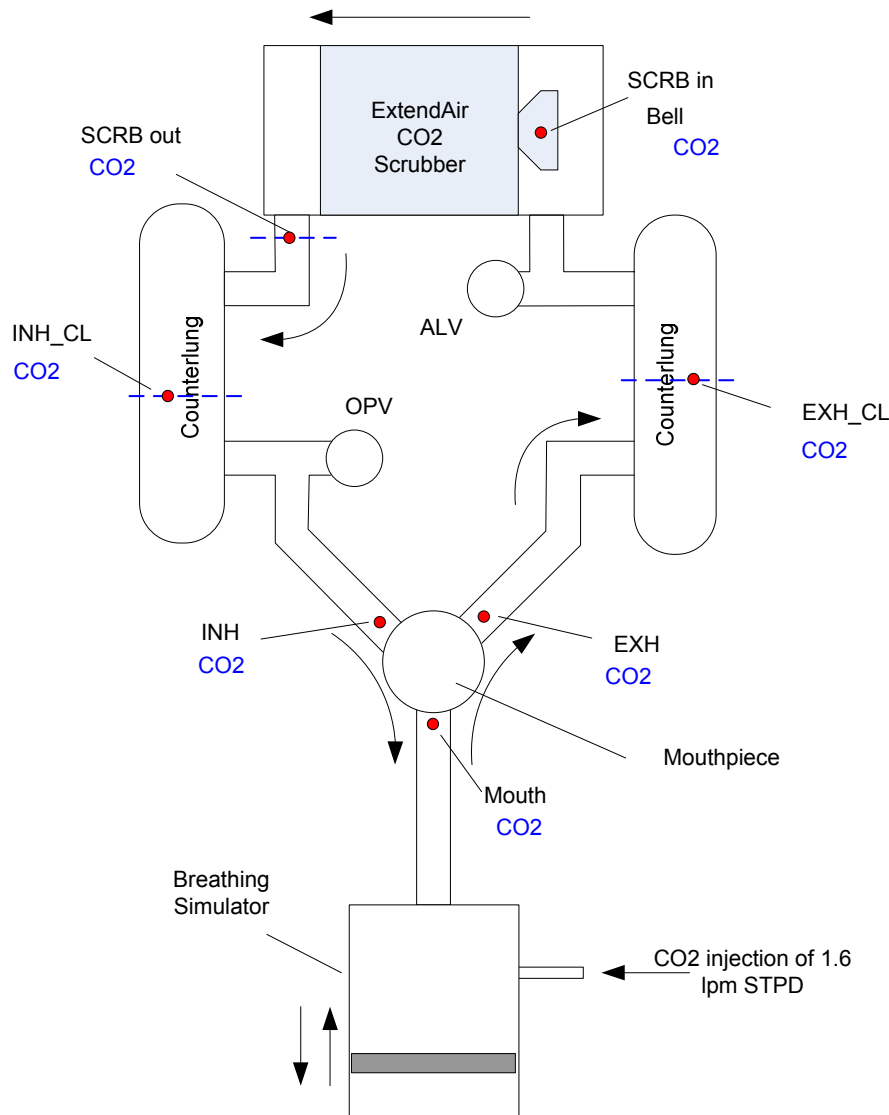 SCRB in
Bell
CO2
ExtendAir
CO2
Scrubber
SCRB out
CO2
ALV
INH_CL
CO2
Counterlung
OPV
Counterlung
EXH_CL
CO2
INH
CO2
EXH
CO2
Mouthpiece
Mouth
CO2
Breathing
Simulator
CO2 injection of 1.6
lpm STPD